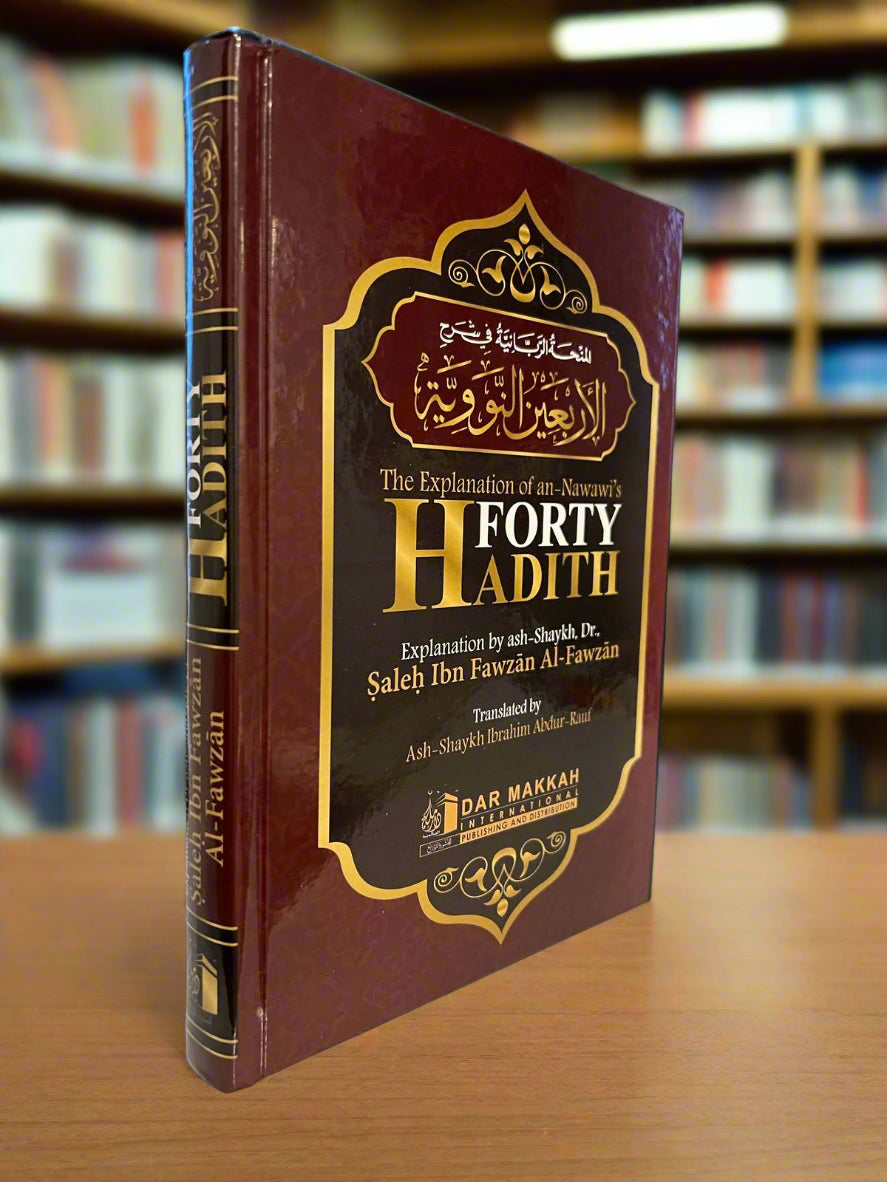 المنحة الربانية في شرح
الأربعين النووية
The Explanation of an-Nawawi's
FORTY
HADITH
Explanation by ash-Shaykh, Dr.,
Ṣaleḥ Ibn Fawzān Al-Fawzān
Translated by
Ash-Shaykh Ibrahim Abdur-Rauf
DAR MAKKAH
INTERNATIONAL
PUBLISHING AND DISTRIBUTION
الأربعين النووية
FORTY
HADITH
Ṣaleḥ Ibn Fawzān
Al-Fawzān